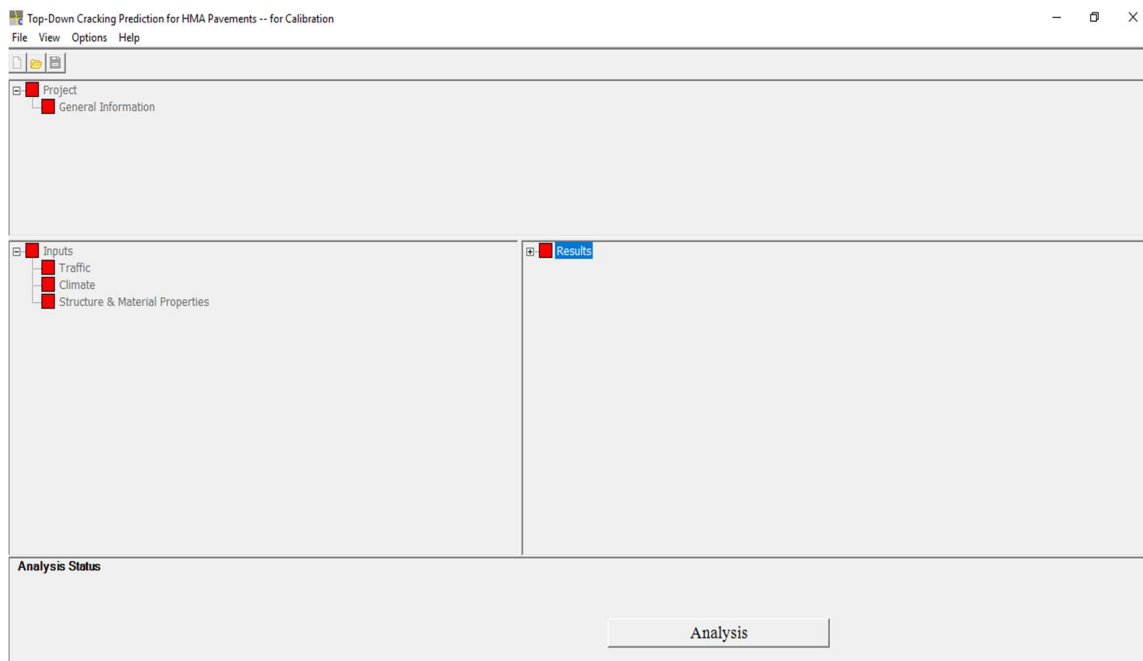 Top-Down Cracking Prediction for HMA Pavements -- for Calibration
File View Options Help
Project
General Information
Inputs
Traffic
Climate
Structure & Material Properties
Results
Analysis Status
Analysis